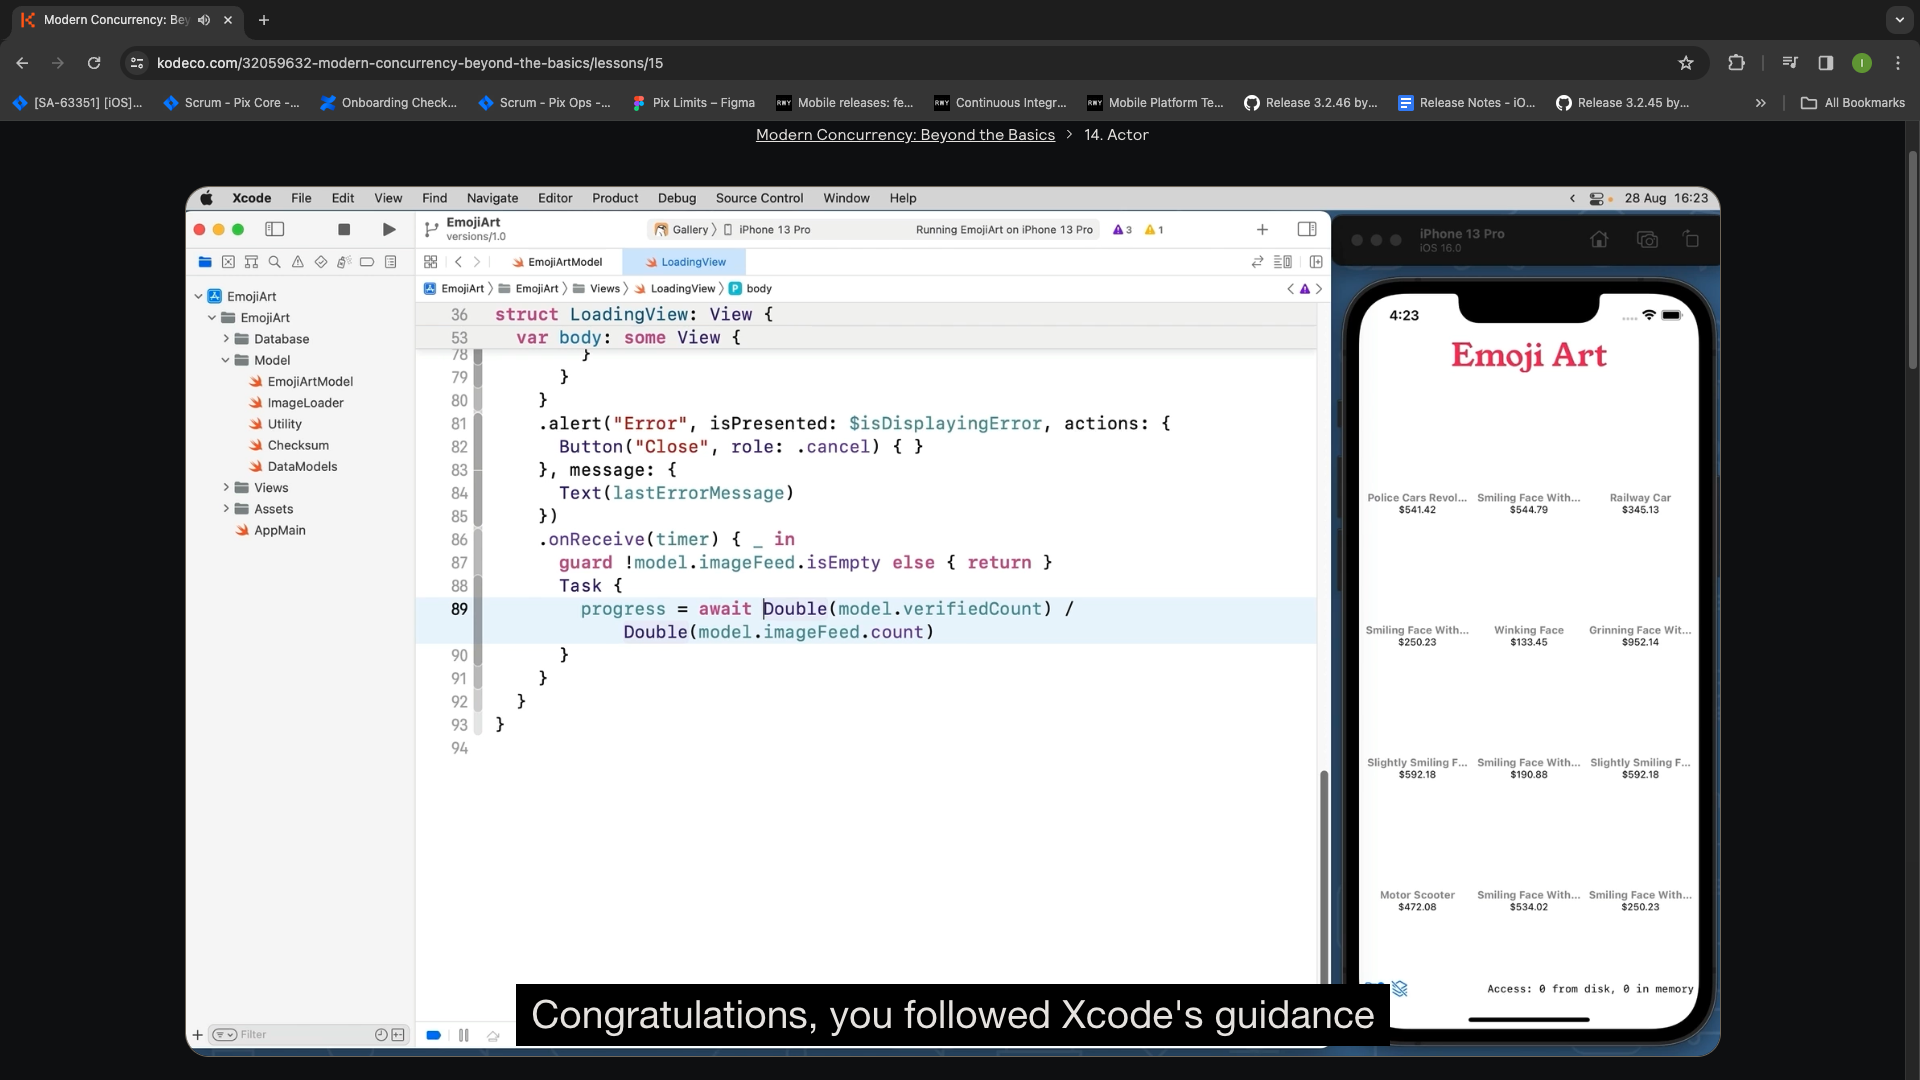 Modern Concurrency: Bey
kodeco.com/32059632-modern-concurrency-beyond-the-basics/lessons/15
[SA-63351] [iOS]...
Scrum - Pix Core -...
Onboarding Check...
Scrum - Pix Ops -...
Pix Limits – Figma
RWY
Mobile releases: fe...
RWY
Continuous Integr...
RWY
Mobile Platform Te...
Release 3.2.46 by...
Release Notes - iO...
Release 3.2.45 by...
»
All Bookmarks
Modern Concurrency: Beyond the Basics > 14. Actor
Xcode File Edit View Find Navigate Editor Product Debug Source Control Window Help
28 Aug 16:23
EmojiArt
versions/1.0
Gallery
iPhone 13 Pro
Running EmojiArt on iPhone 13 Pro
3
1
EmojiArtModel
LoadingView
EmojiArt
EmojiArt
Views
LoadingView
P body
EmojiArt
EmojiArt
Database
Model
EmojiArtModel
ImageLoader
Utility
Checksum
DataModels
Views
Assets
AppMain
Filter
36 struct LoadingView: View {
53 var body: some View {
78 }
79 }
80 }
81 .alert("Error", isPresented: $isDisplayingError, actions: {
82 Button("Close", role: .cancel) { }
83 }, message: {
84 Text(lastErrorMessage)
85 })
86 .onReceive(timer) { _ in
87 guard !model.imageFeed.isEmpty else { return }
88 Task {
89 progress = await Double(model.verifiedCount) /
Double(model.imageFeed.count)
90 }
91 }
92 }
93 }
94
iPhone 13 Pro
iOS 16.0
4:23
Emoji Art
Police Cars Revol...
$541.42
Smiling Face With...
$544.79
Railway Car
$345.13
Smiling Face With...
$250.23
Winking Face
$133.45
Grinning Face Wit...
$952.14
Slightly Smiling F...
$592.18
Smiling Face With...
$190.88
Slightly Smiling F...
$592.18
Motor Scooter
$472.08
Smiling Face With...
$534.02
Smiling Face With...
$250.23
Access: 0 from disk, 0 in memory
Congratulations, you followed Xcode's guidance